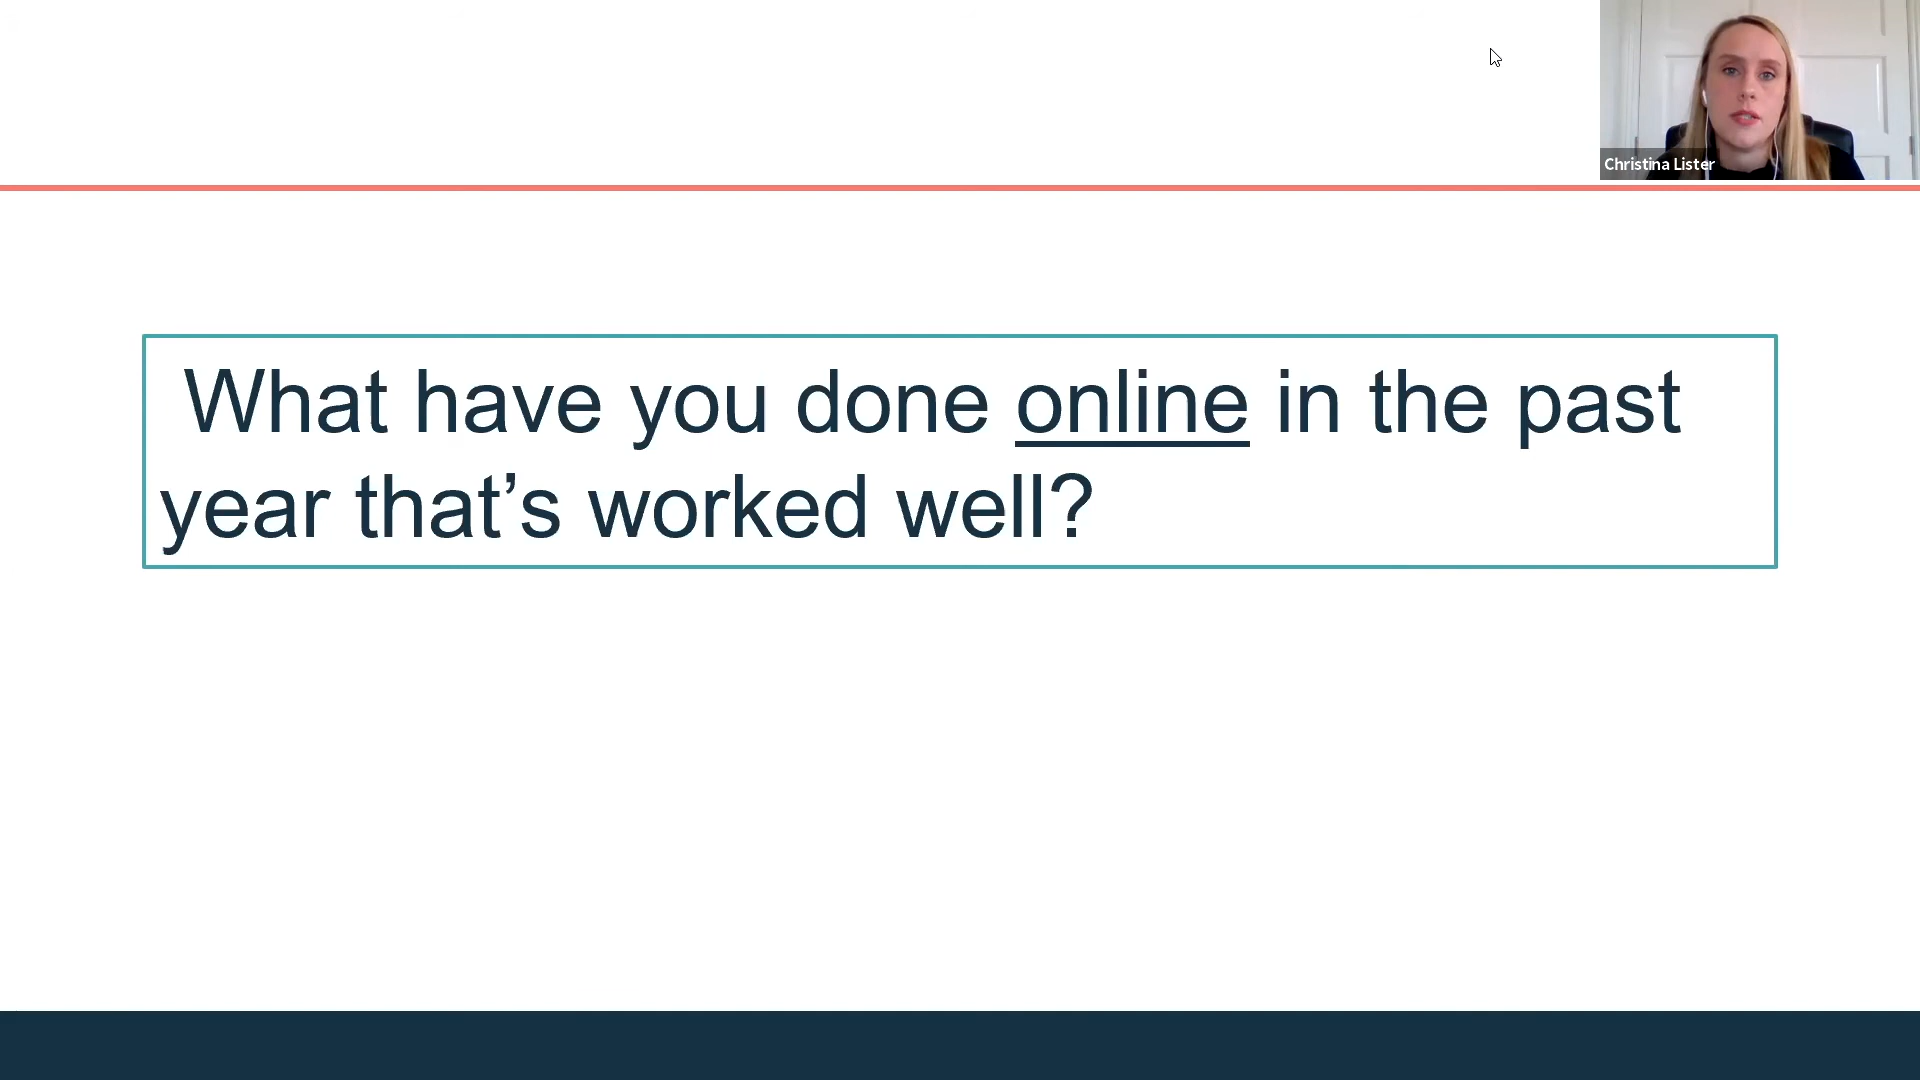 Christina Lister
What have you done online in the past
year that’s worked well?